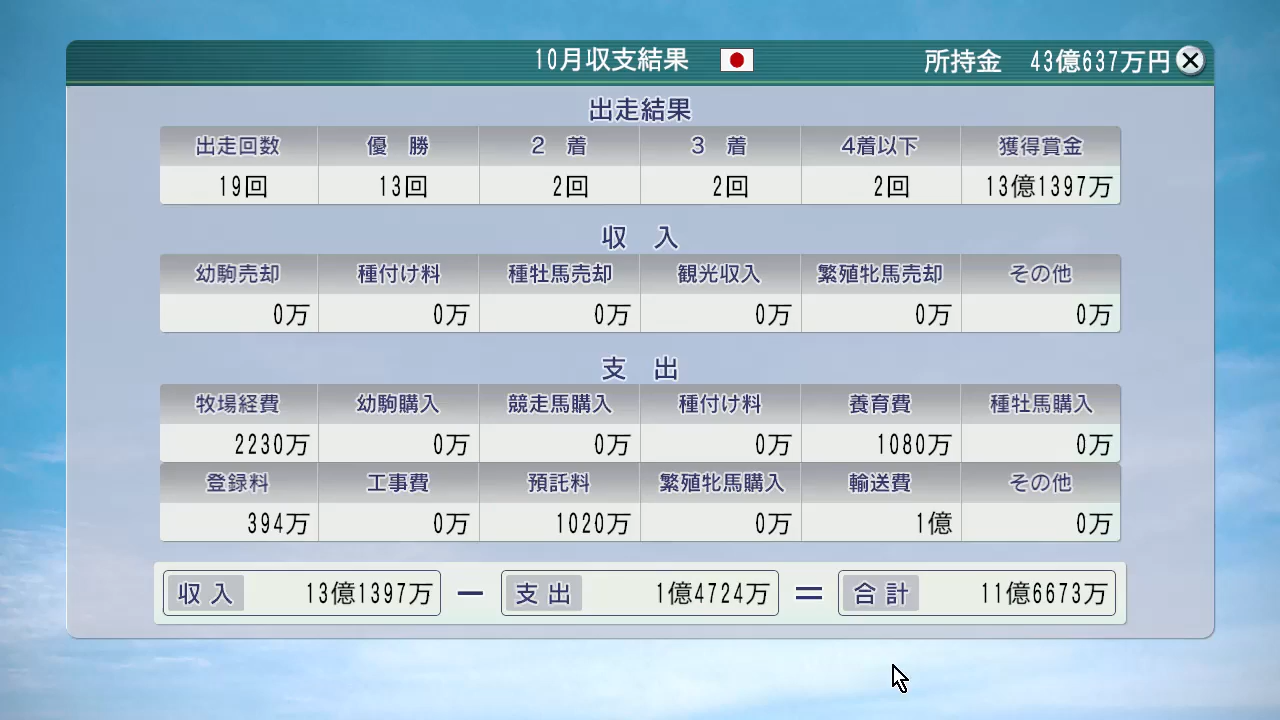 10月収支結果 所持金 43億637万円
出走結果
出走回数 優 勝 2 着 3 着 4着以下 獲得賞金
19回 13回 2回 2回 2回 13億1397万
収 入
幼駒売却 種付け料 種牡馬売却 観光収入 繁殖牝馬売却 その他
0万 0万 0万 0万 0万 0万
支 出
牧場経費 幼駒購入 競走馬購入 種付け料 養育費 種牡馬購入
2230万 0万 0万 0万 1080万 0万
登録料 工事費 預託料 繁殖牝馬購入 輸送費 その他
394万 0万 1020万 0万 1億 0万
収 入 13億1397万 － 支 出 1億4724万 ＝ 合 計 11億6673万